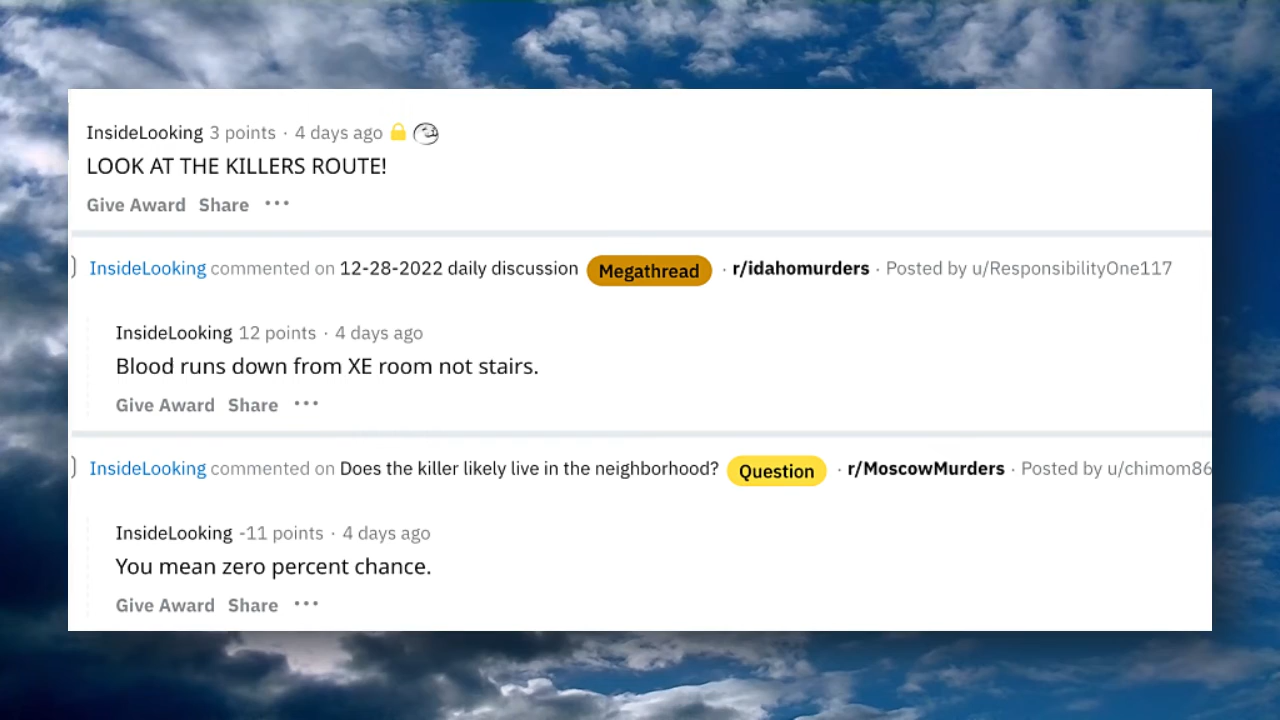 InsideLooking 3 points · 4 days ago
LOOK AT THE KILLERS ROUTE!
Give Award Share ···
InsideLooking commented on 12-28-2022 daily discussion Megathread · r/idahomurders · Posted by u/ResponsibilityOne117
InsideLooking 12 points · 4 days ago
Blood runs down from XE room not stairs.
Give Award Share ···
InsideLooking commented on Does the killer likely live in the neighborhood? Question · r/MoscowMurders · Posted by u/chimom86
InsideLooking -11 points · 4 days ago
You mean zero percent chance.
Give Award Share ···